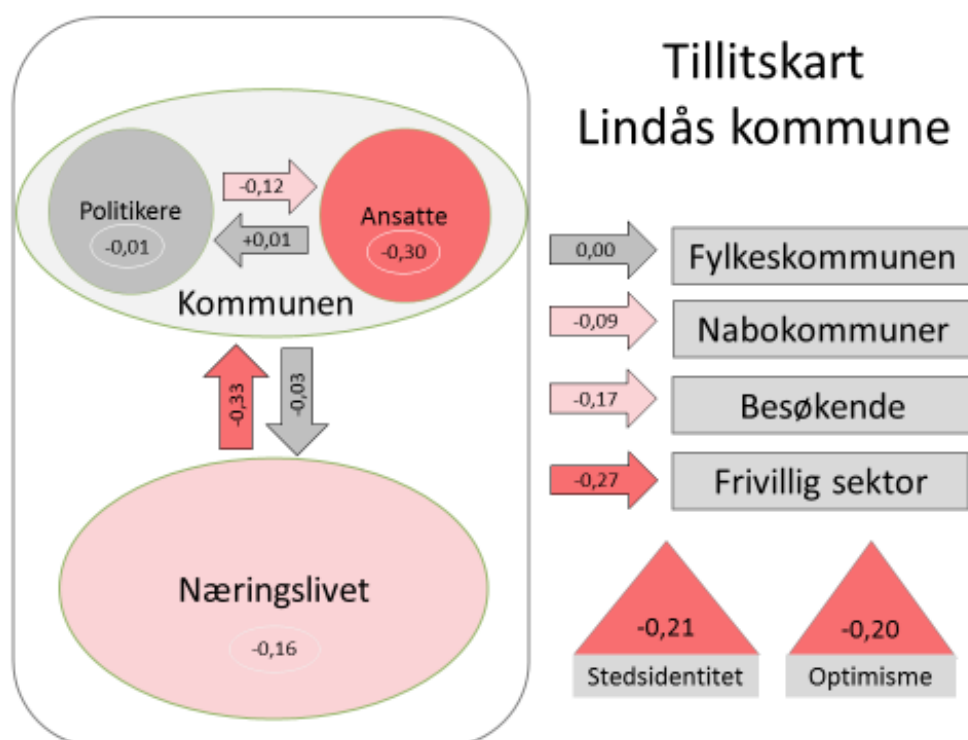 Tillitskart
Lindås kommune
Politikere
-0,01
-0,12
+0,01
Ansatte
-0,30
Kommunen
-0,33
-0,03
Næringslivet
-0,16
0,00
Fylkeskommunen
-0,09
Nabokommuner
-0,17
Besøkende
-0,27
Frivillig sektor
-0,21
Stedsidentitet
-0,20
Optimisme